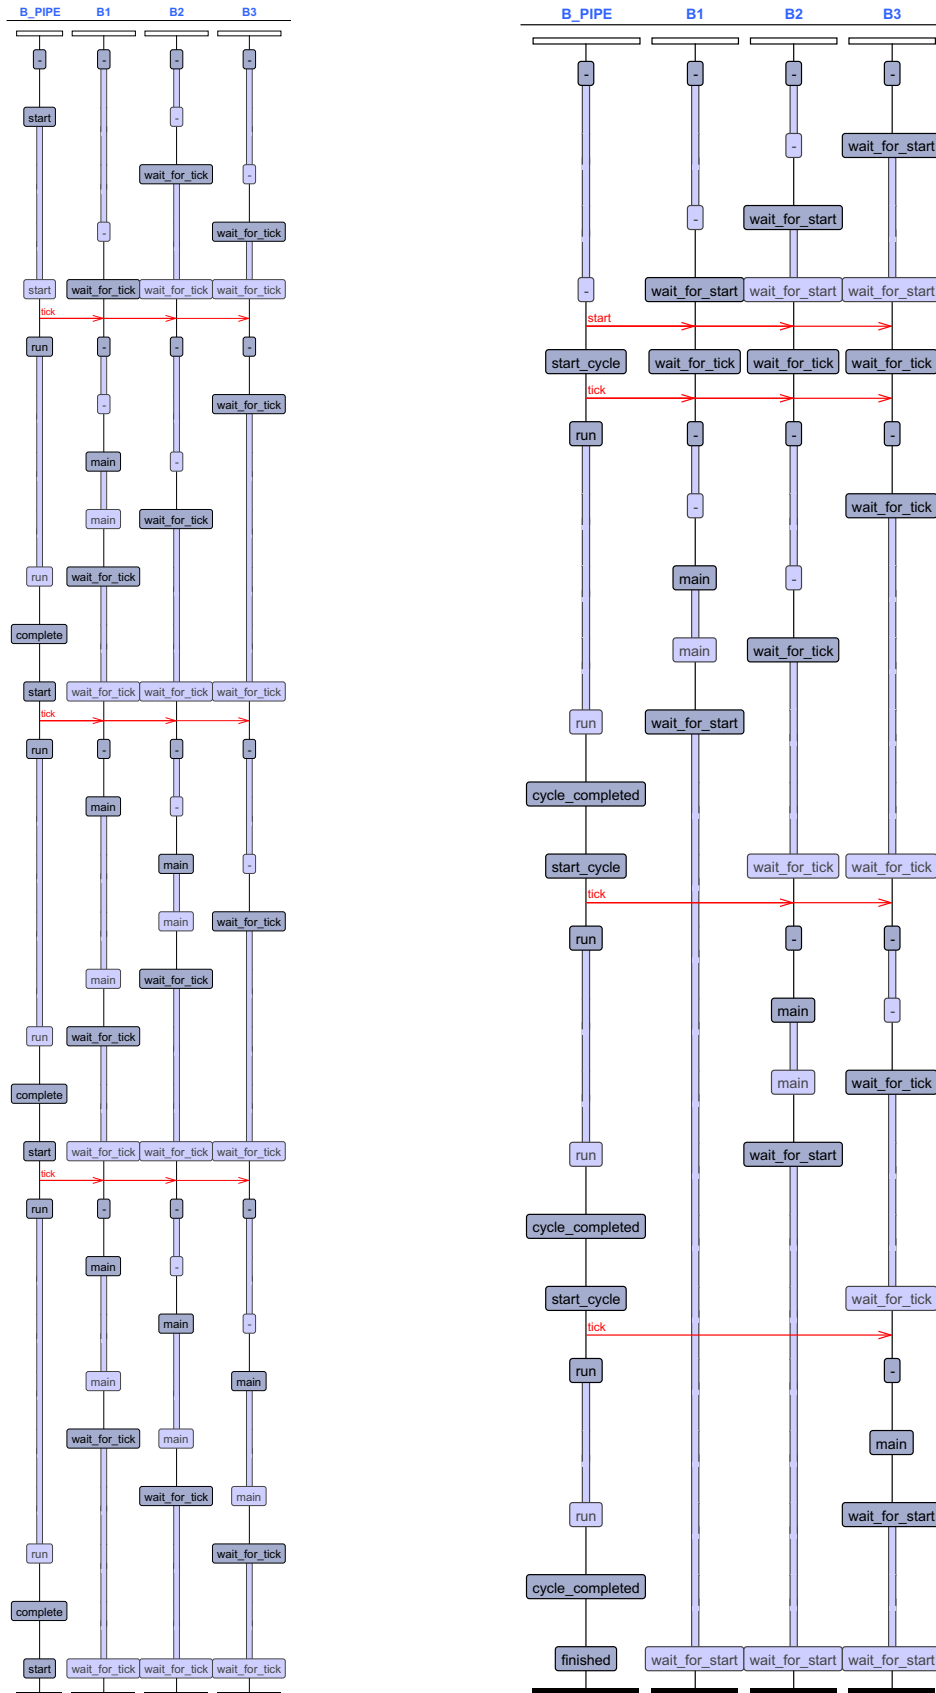 B_PIPE B1 B2 B3
- - - -
start -
wait_for_tick -
- wait_for_tick
start wait_for_tick wait_for_tick wait_for_tick
tick
run - - -
- wait_for_tick
main -
main wait_for_tick
run wait_for_tick
complete
start wait_for_tick wait_for_tick wait_for_tick
tick
run - - -
main -
main -
main wait_for_tick
main wait_for_tick
run wait_for_tick
complete
start wait_for_tick wait_for_tick wait_for_tick
tick
run - - -
main -
main -
main main
wait_for_tick main
wait_for_tick main
run wait_for_tick
complete
start wait_for_tick wait_for_tick wait_for_tick
B_PIPE B1 B2 B3
- - - -
- wait_for_start
- wait_for_start
- wait_for_start wait_for_start wait_for_start
start
start_cycle wait_for_tick wait_for_tick wait_for_tick
tick
run - - -
- wait_for_tick
main -
main wait_for_tick
run wait_for_start
cycle_completed
start_cycle wait_for_tick wait_for_tick
tick
run - -
main -
main wait_for_tick
run wait_for_start
cycle_completed
start_cycle wait_for_tick
tick
run -
main
run wait_for_start
cycle_completed
finished wait_for_start wait_for_start wait_for_start